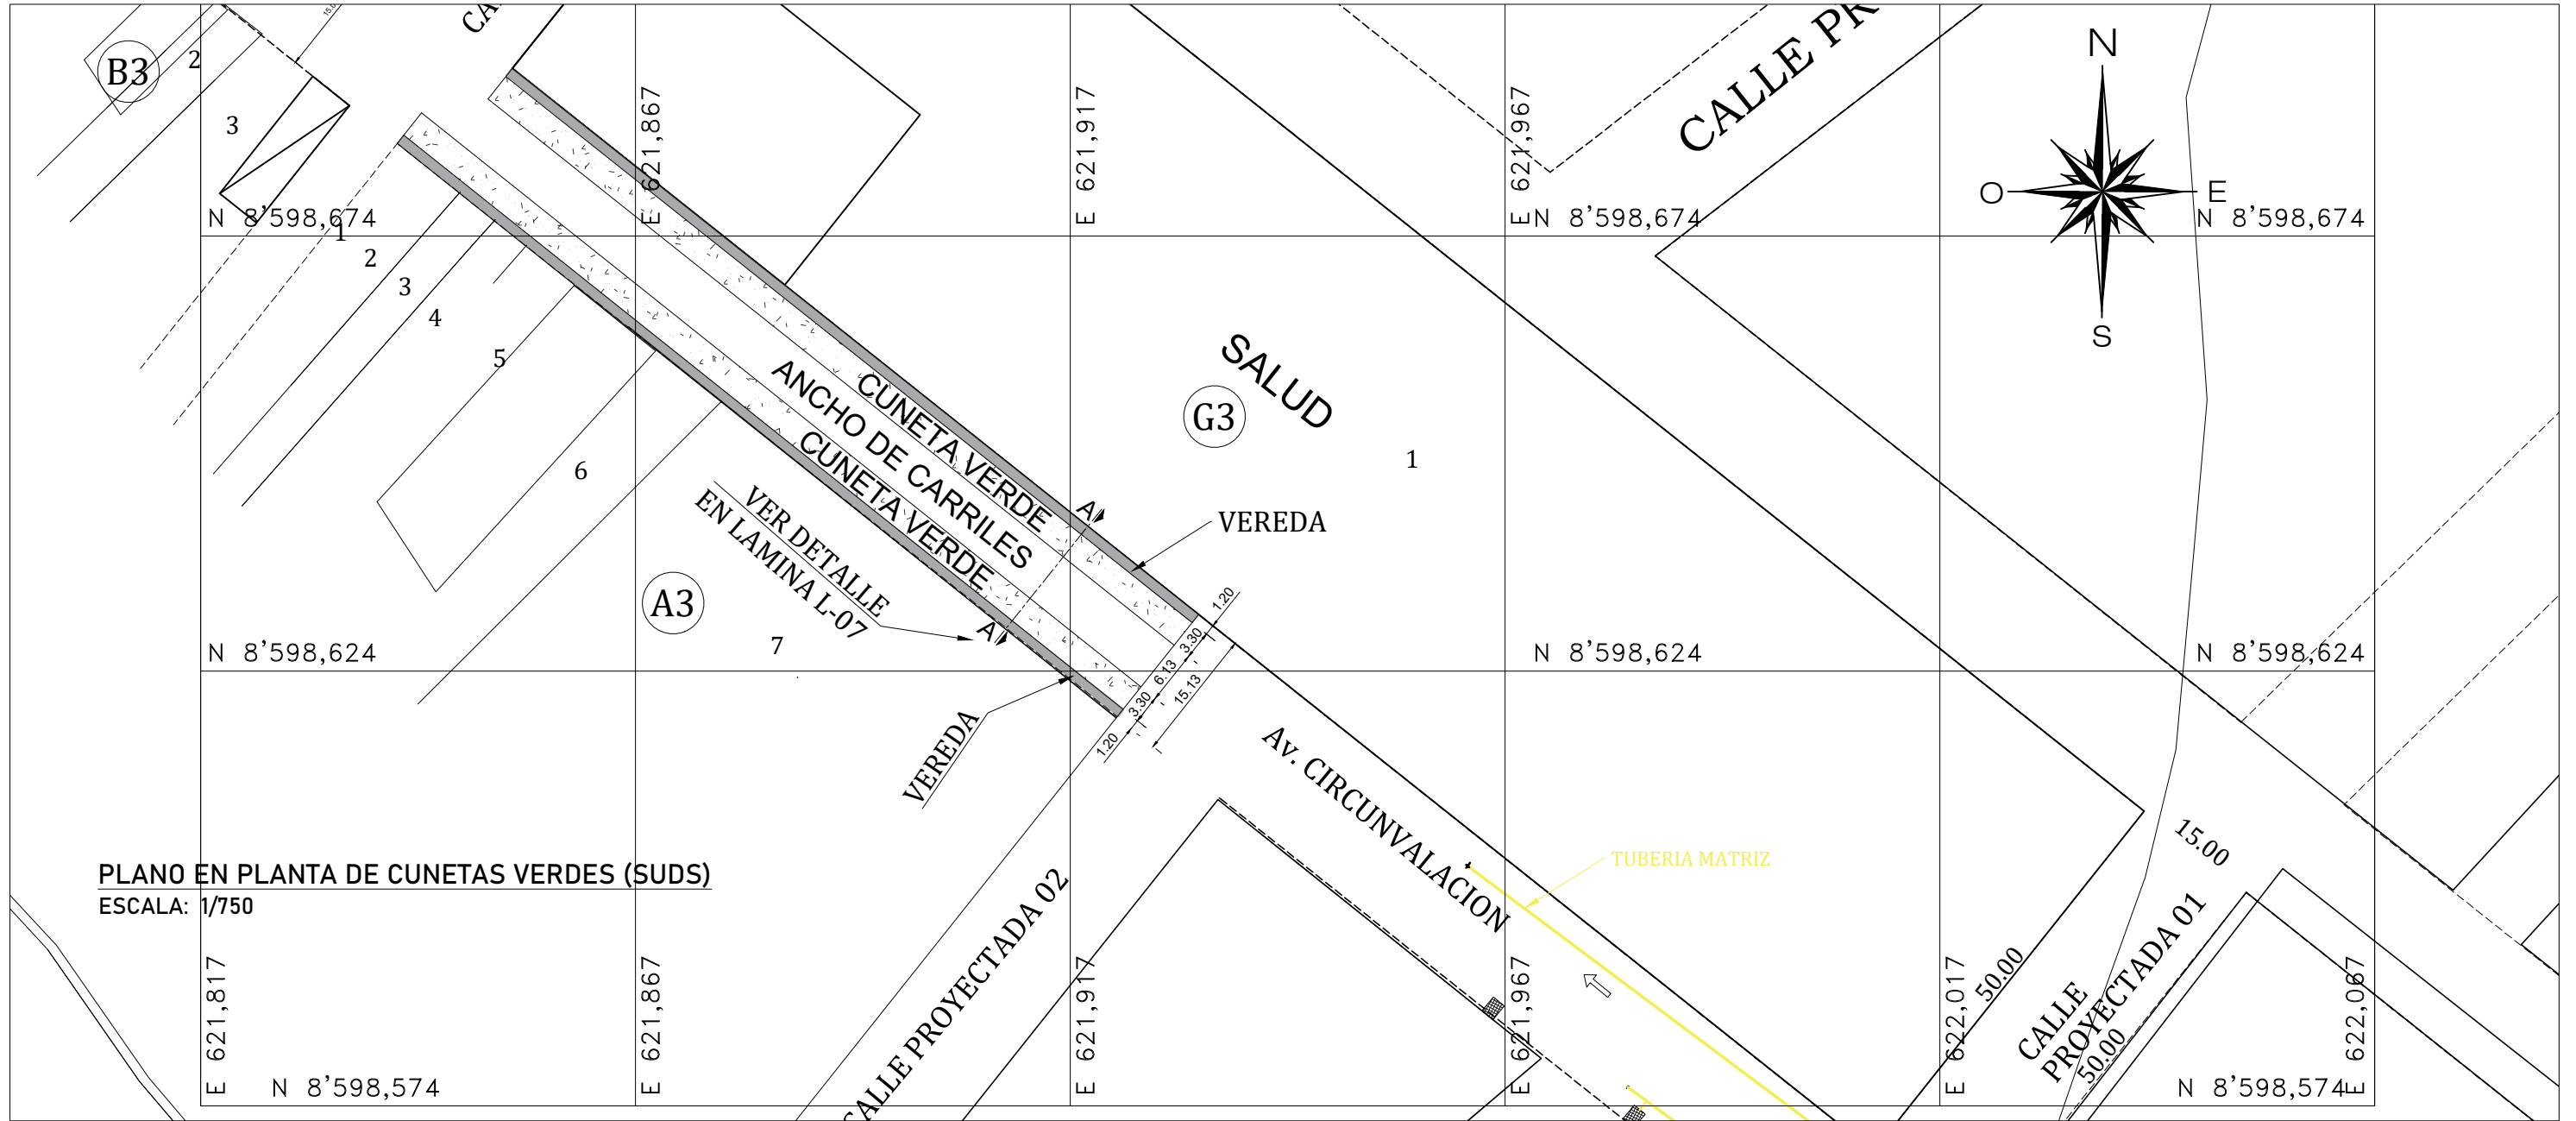 CA
15.0
B3
2
3
CALLE PR
N
O
E
S
E 621,867
E 621,917
E 621,967
N 8'598,674
N 8'598,674
N 8'598,674
1
2
3
4
5
6
7
SALUD
G3
1
CUNETA VERDE
ANCHO DE CARRILES
CUNETA VERDE
A
A
VEREDA
VER DETALLE
EN LAMINA L-07
A3
1.20
3.30
6.13
15.13
3.30
1.20
N 8'598,624
N 8'598,624
N 8'598,624
VEREDA
Av. CIRCUNVALACION
TUBERIA MATRIZ
15.00
PLANO EN PLANTA DE CUNETAS VERDES (SUDS)
ESCALA: 1/750
CALLE PROYECTADA 02
50.00
CALLE
PROYECTADA 01
50.00
E 621,817
E 621,867
E 621,917
E 621,967
E 622,017
E 622,067
N 8'598,574
N 8'598,574